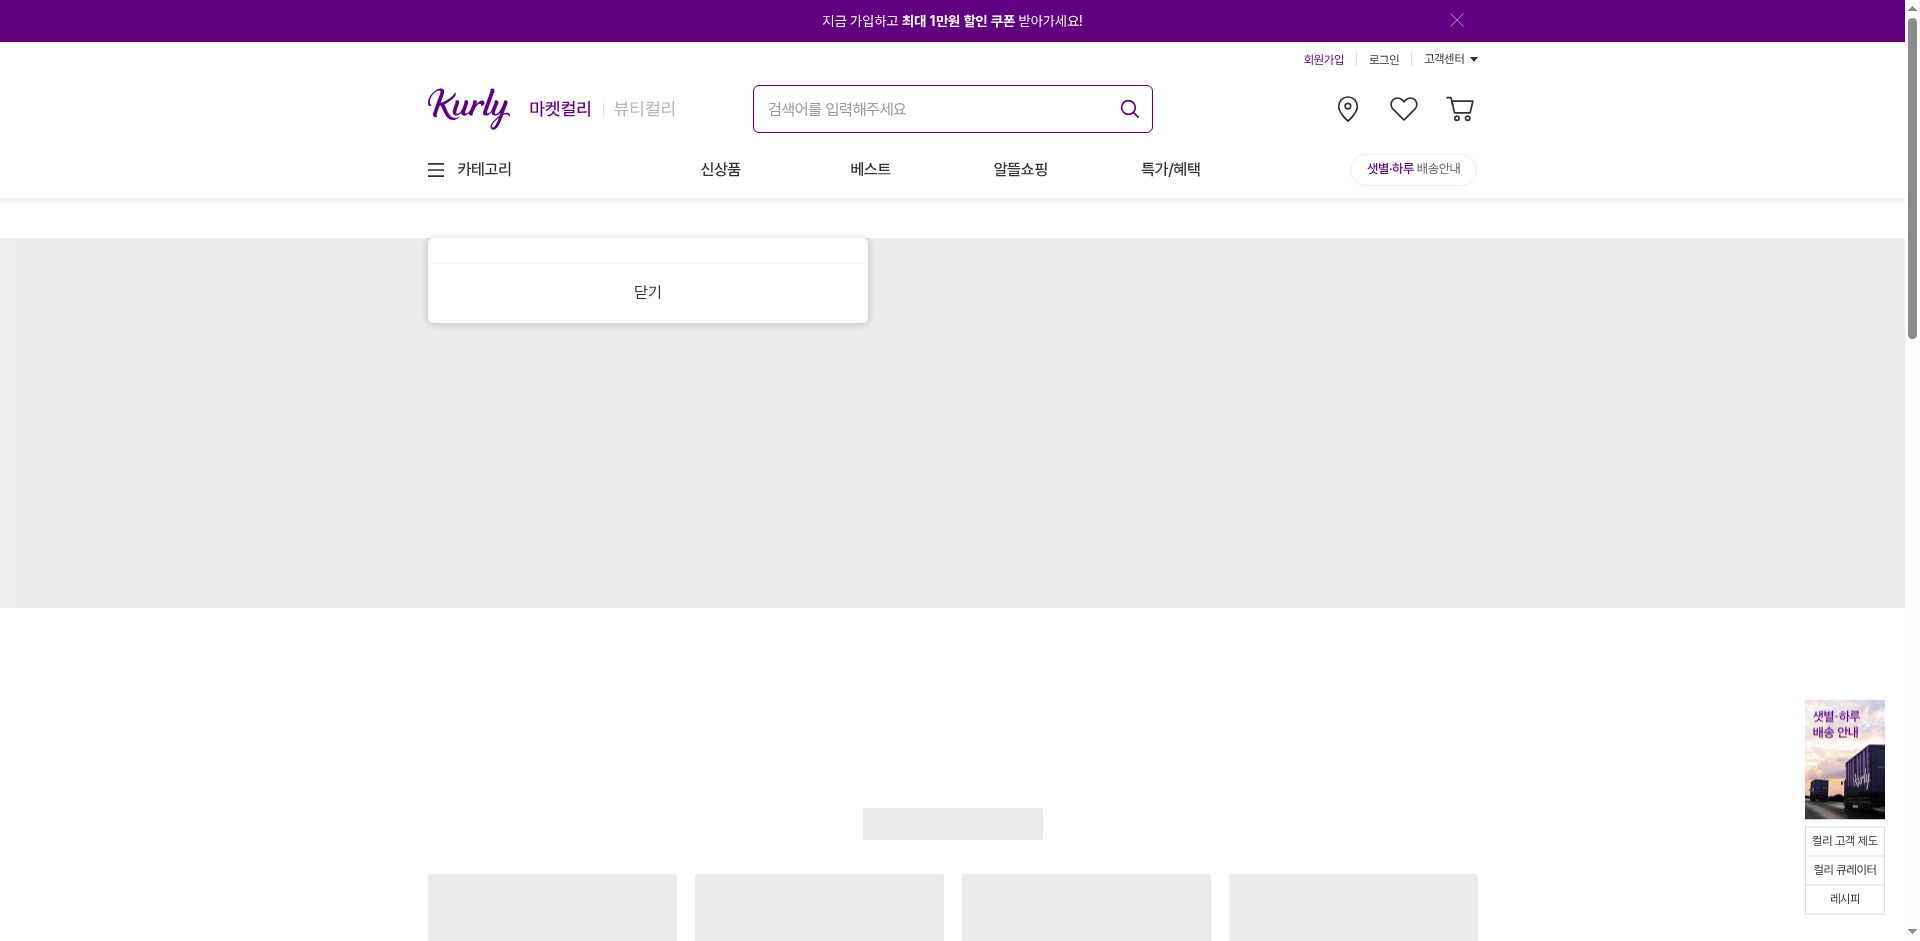 지금 가입하고 최대 1만원 할인 쿠폰 받아가세요!
회원가입 로그인 고객센터
Kurly 마켓컬리 뷰티컬리 검색어를 입력해주세요
카테고리 신상품 베스트 알뜰쇼핑 특가/혜택 샛별·하루 배송안내
닫기
샛별·하루
배송 안내
Kurly
컬리 고객 제도
컬리 큐레이터
레시피